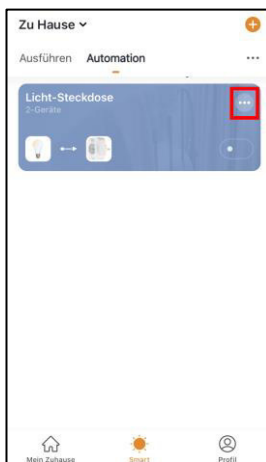 Zu Hause
Ausführen Automation
Licht-Steckdose
2-Geräte
Mein Zuhause Smart Profil